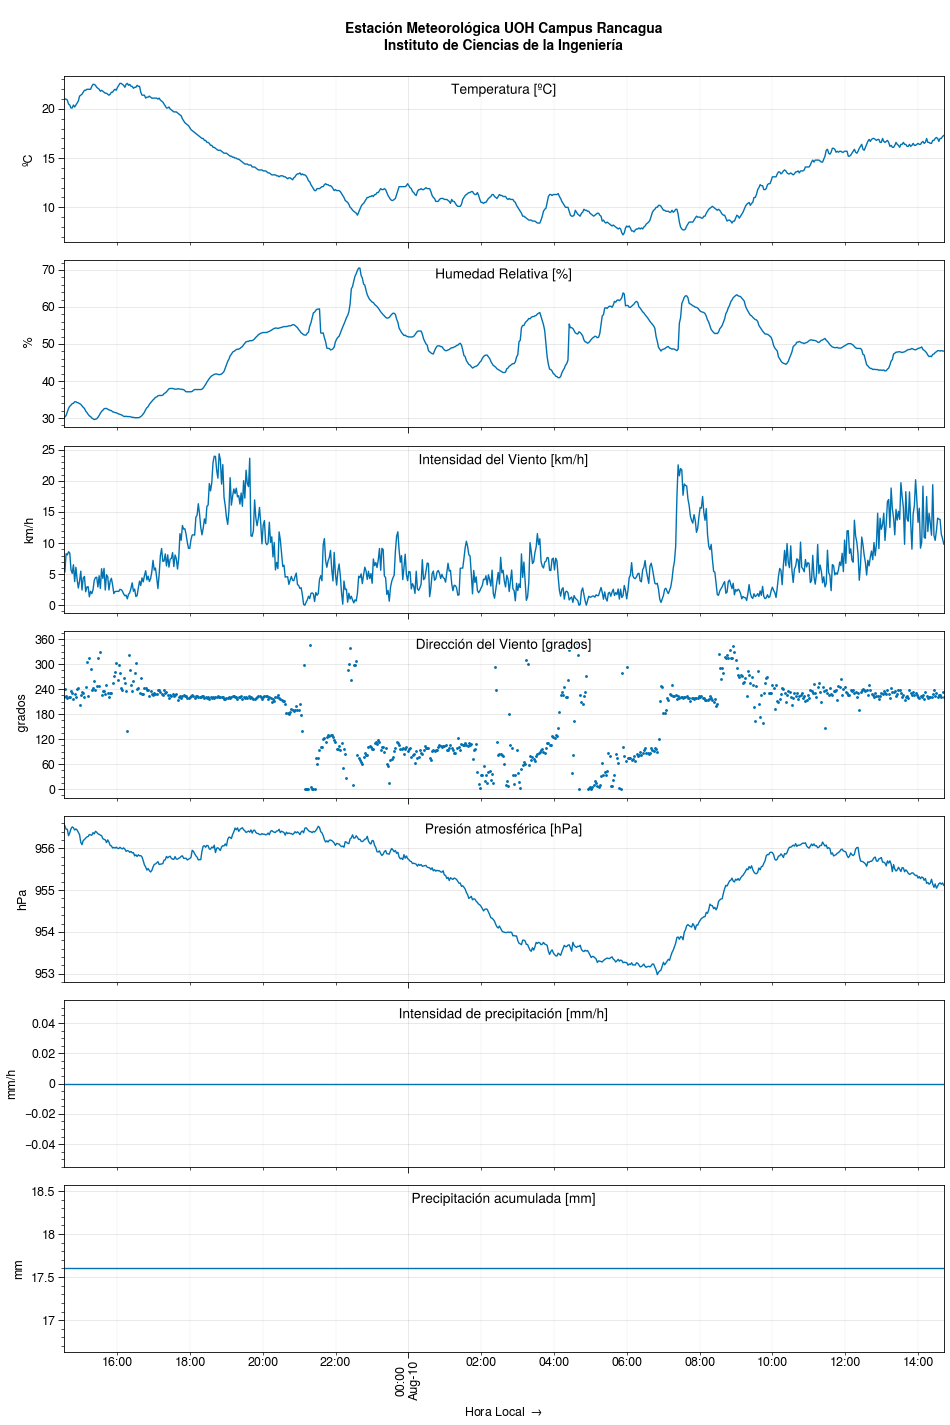 Estación Meteorológica UOH Campus Rancagua
Instituto de Ciencias de la Ingeniería
Temperatura [ºC]
20
15
10
ºC
Humedad Relativa [%]
70
60
50
40
30
%
Intensidad del Viento [km/h]
25
20
15
10
5
0
km/h
Dirección del Viento [grados]
360
300
240
180
120
60
0
grados
Presión atmosférica [hPa]
956
955
954
953
hPa
Intensidad de precipitación [mm/h]
0.04
0.02
0
−0.02
−0.04
mm/h
Precipitación acumulada [mm]
18.5
18
17.5
17
mm
16:00 18:00 20:00 22:00 00:00 02:00 04:00 06:00 08:00 10:00 12:00 14:00
Aug-10
Hora Local →